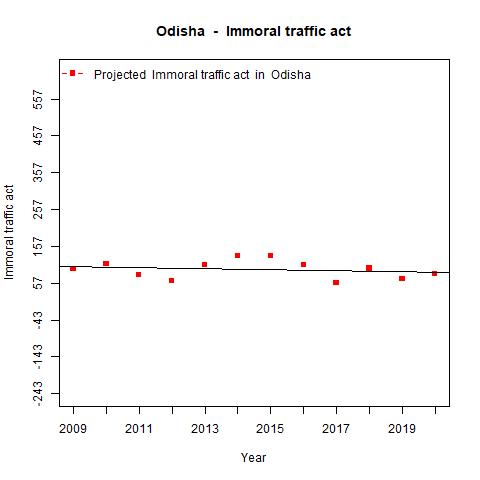 Odisha - Immoral traffic act
Projected Immoral traffic act in Odisha
Immoral traffic act
557
457
357
257
157
57
-43
-143
-243
2009 2011 2013 2015 2017 2019
Year